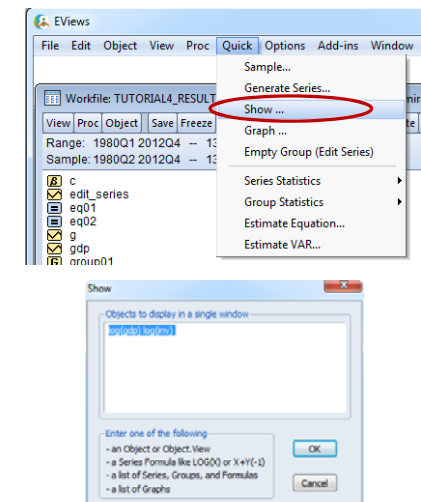 EViews
File Edit Object View Proc Quick Options Add-ins Window
Sample...
Generate Series...
Show ...
Graph ...
Empty Group (Edit Series)
Series Statistics
Group Statistics
Estimate Equation...
Estimate VAR...
Workfile: TUTORIAL4_RESULT
View Proc Object Save Freeze
Range: 1980Q1 2012Q4 -- 13
Sample: 1980Q2 2012Q4 -- 13
c
edit_series
eq01
eq02
g
gdp
group01
Show
Objects to display in a single window
log(gdp) log(inv)
Enter one of the following
- an Object or Object.View
- a Series Formula like LOG(X) or X+Y(-1)
- a list of Series, Groups, and Formulas
- a list of Graphs
OK
Cancel